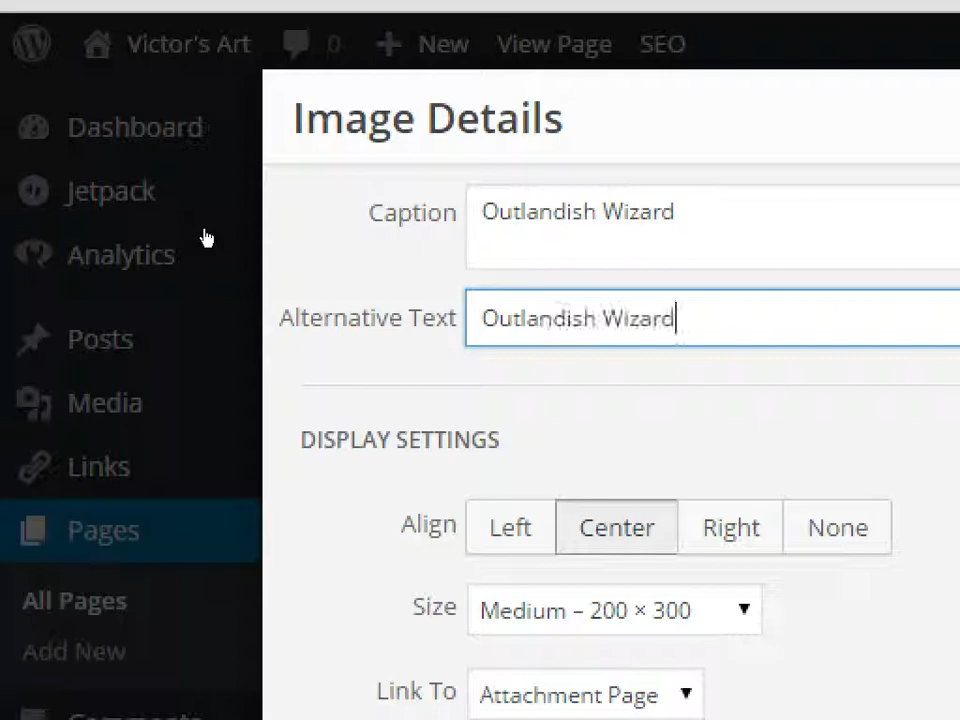 Victor's Art 0 New View Page SEO
Image Details
Dashboard
Jetpack
Analytics
Posts
Media
Links
Pages
All Pages
Add New
Comments
Caption Outlandish Wizard
Alternative Text Outlandish Wizard
DISPLAY SETTINGS
Align Left Center Right None
Size Medium – 200 × 300
Link To Attachment Page